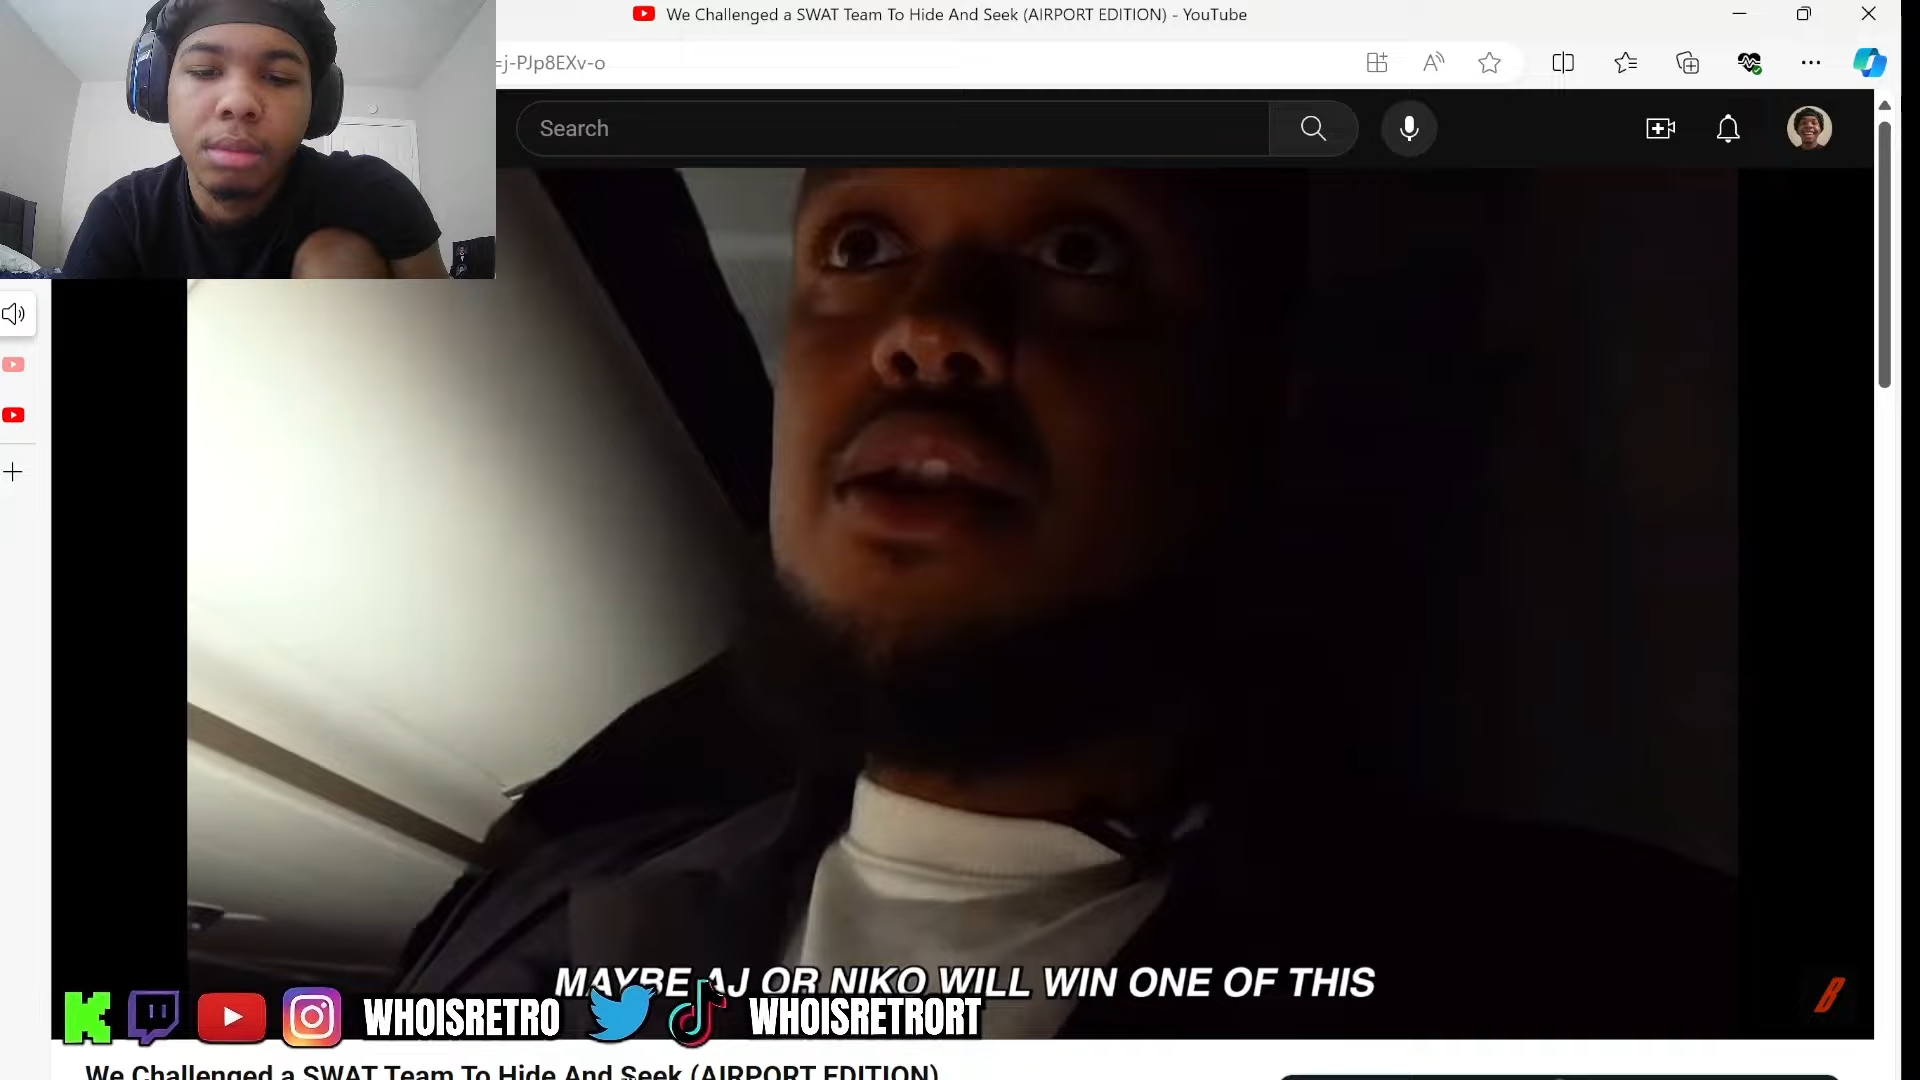 We Challenged a SWAT Team To Hide And Seek (AIRPORT EDITION) - YouTube
=j-PJp8EXv-o
Search
MAYBE AJ OR NIKO WILL WIN ONE OF THIS
WHOISRETRO
WHOISRETRORT
We Challenged a SWAT Team To Hide And Seek (AIRPORT EDITION)